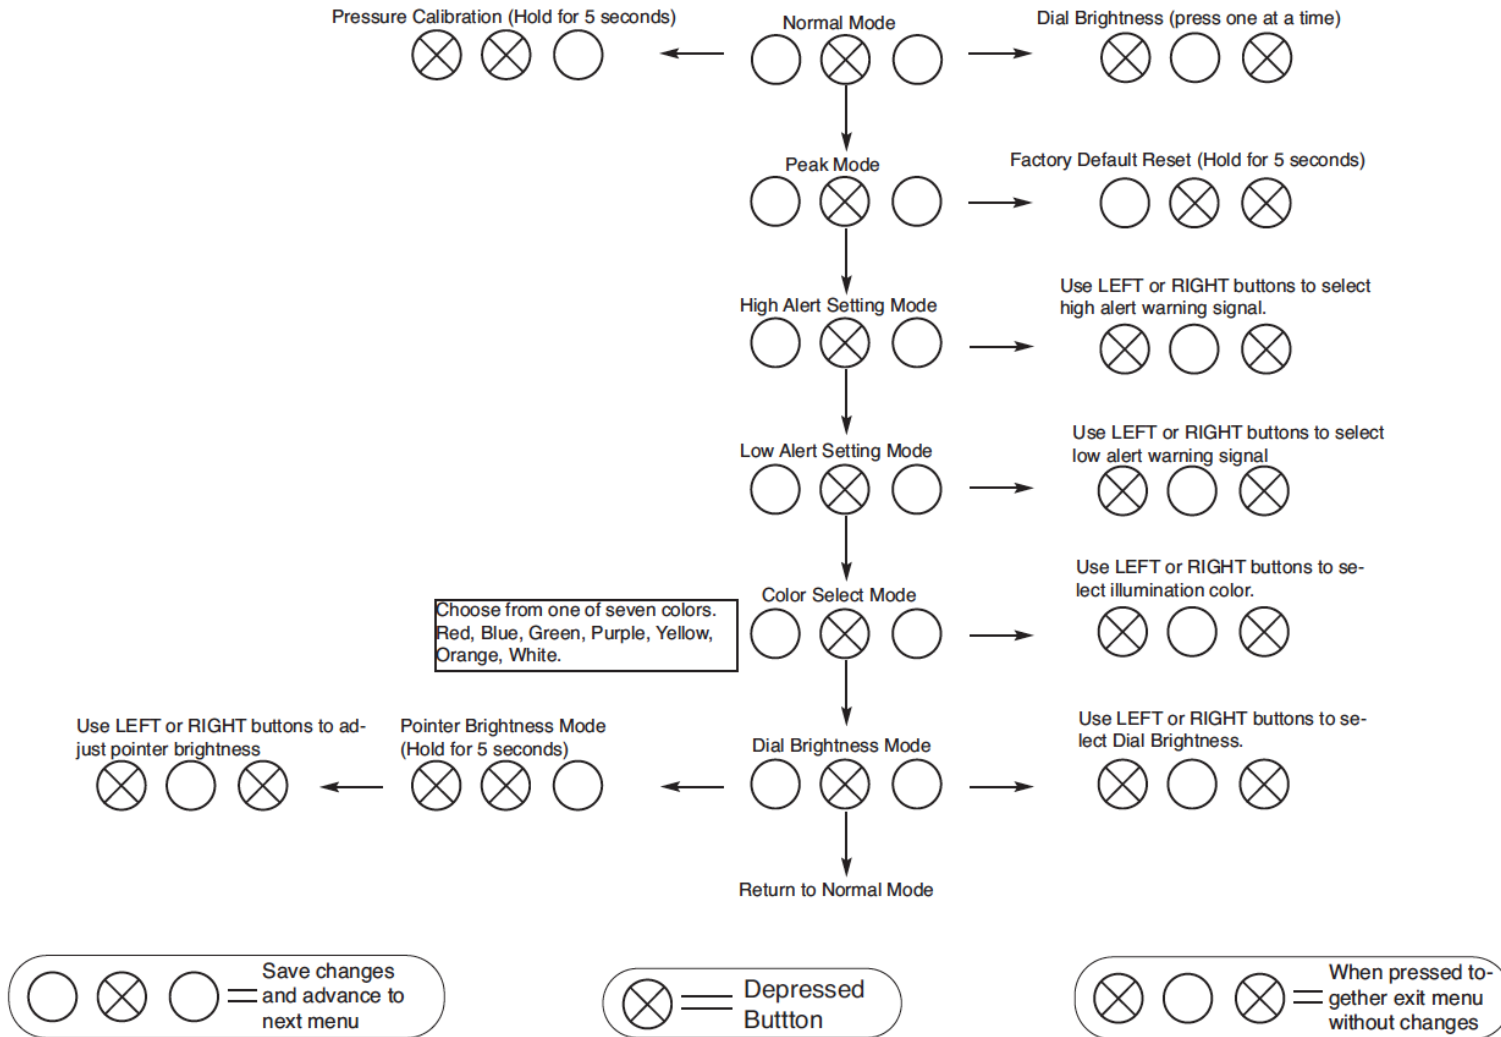 Pressure Calibration (Hold for 5 seconds)
Normal Mode
Dial Brightness (press one at a time)
Peak Mode
Factory Default Reset (Hold for 5 seconds)
High Alert Setting Mode
Use LEFT or RIGHT buttons to select
high alert warning signal.
Low Alert Setting Mode
Use LEFT or RIGHT buttons to select
low alert warning signal
Choose from one of seven colors.
Red, Blue, Green, Purple, Yellow,
Orange, White.
Color Select Mode
Use LEFT or RIGHT buttons to se-
lect illumination color.
Use LEFT or RIGHT buttons to ad-
just pointer brightness
Pointer Brightness Mode
(Hold for 5 seconds)
Dial Brightness Mode
Use LEFT or RIGHT buttons to se-
lect Dial Brightness.
Return to Normal Mode
Save changes
and advance to
next menu
Depressed
Buttton
When pressed to-
gether exit menu
without changes